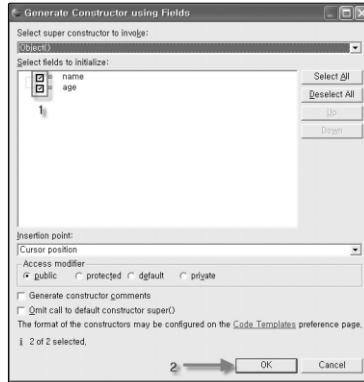 Generate Constructor using Fields
Select super constructor to invoke:
Object()
Select fields to initialize:
name
age
1
Select All
Deselect All
Up
Down
Insertion point:
Cursor position
Access modifier
public protected default private
Generate constructor comments
Omit call to default constructor super()
The format of the constructors may be configured on the Code Templates preference page.
i 2 of 2 selected.
2
OK Cancel